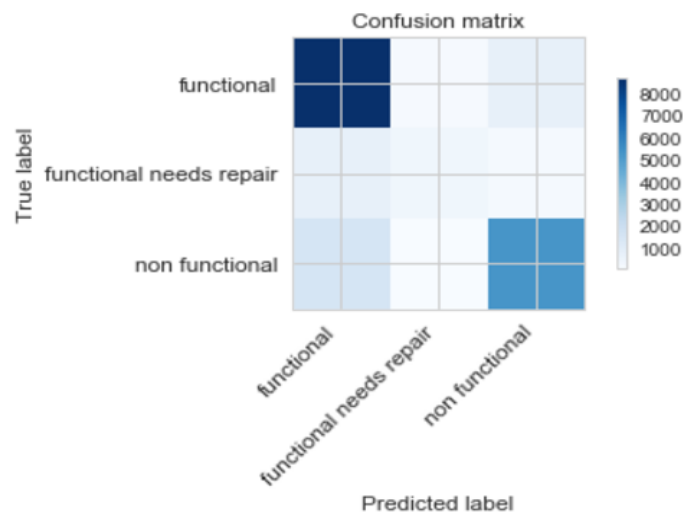 Confusion matrix
True label
functional
functional needs repair
non functional
8000
7000
6000
5000
4000
3000
2000
1000
functional
functional needs repair
non functional
Predicted label